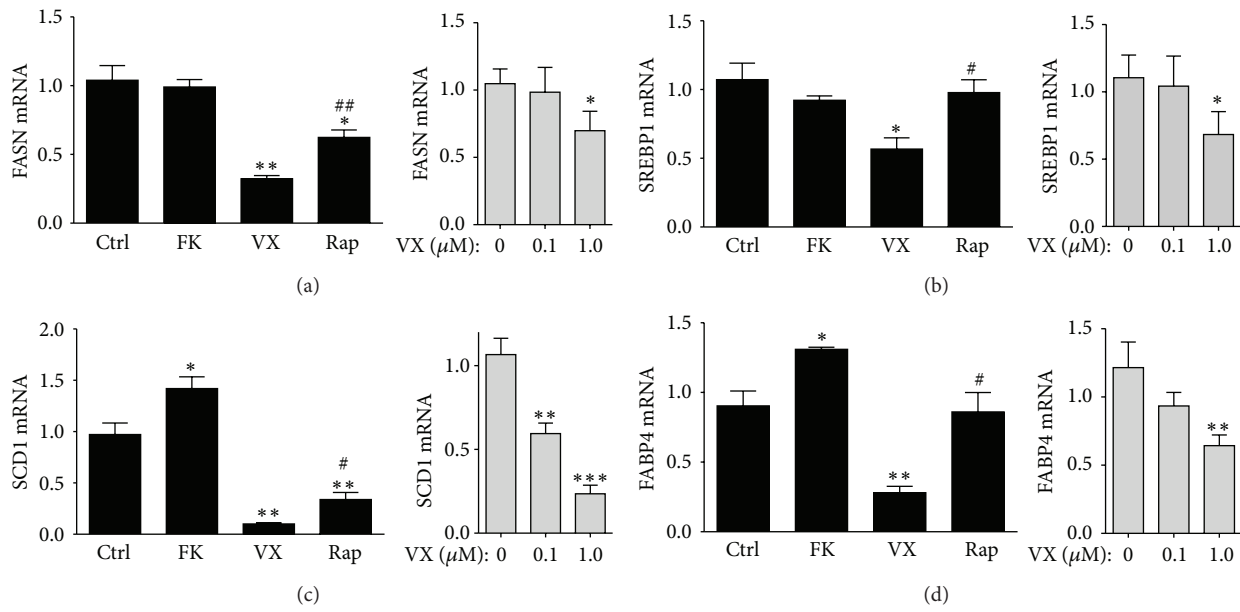 FASN mRNA
1.5
1.0
0.5
0.0
**
##
*
Ctrl FK VX Rap
FASN mRNA
1.5
1.0
0.5
0.0
*
VX (μM): 0 0.1 1.0
(a)
SREBP1 mRNA
1.5
1.0
0.5
0.0
*
#
Ctrl FK VX Rap
SREBP1 mRNA
1.5
1.0
0.5
0.0
*
VX (μM): 0 0.1 1.0
(b)
SCD1 mRNA
2.0
1.5
1.0
0.5
0.0
*
**
#
**
Ctrl FK VX Rap
SCD1 mRNA
1.0
0.5
0.0
**
***
VX (μM): 0 0.1 1.0
(c)
FABP4 mRNA
1.5
1.0
0.5
0.0
*
**
#
Ctrl FK VX Rap
FABP4 mRNA
1.5
1.0
0.5
0.0
**
VX (μM): 0 0.1 1.0
(d)